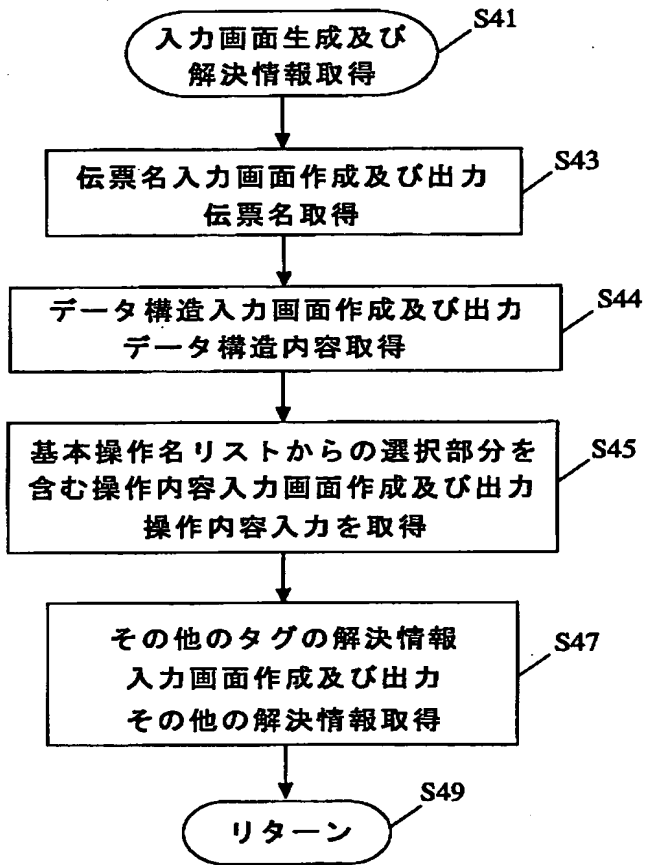 入力画面生成及び
解決情報取得
S41
伝票名入力画面作成及び出力
伝票名取得
S43
データ構造入力画面作成及び出力
データ構造内容取得
S44
基本操作名リストからの選択部分を
含む操作内容入力画面作成及び出力
操作内容入力を取得
S45
その他のタグの解決情報
入力画面作成及び出力
その他の解決情報取得
S47
リターン
S49